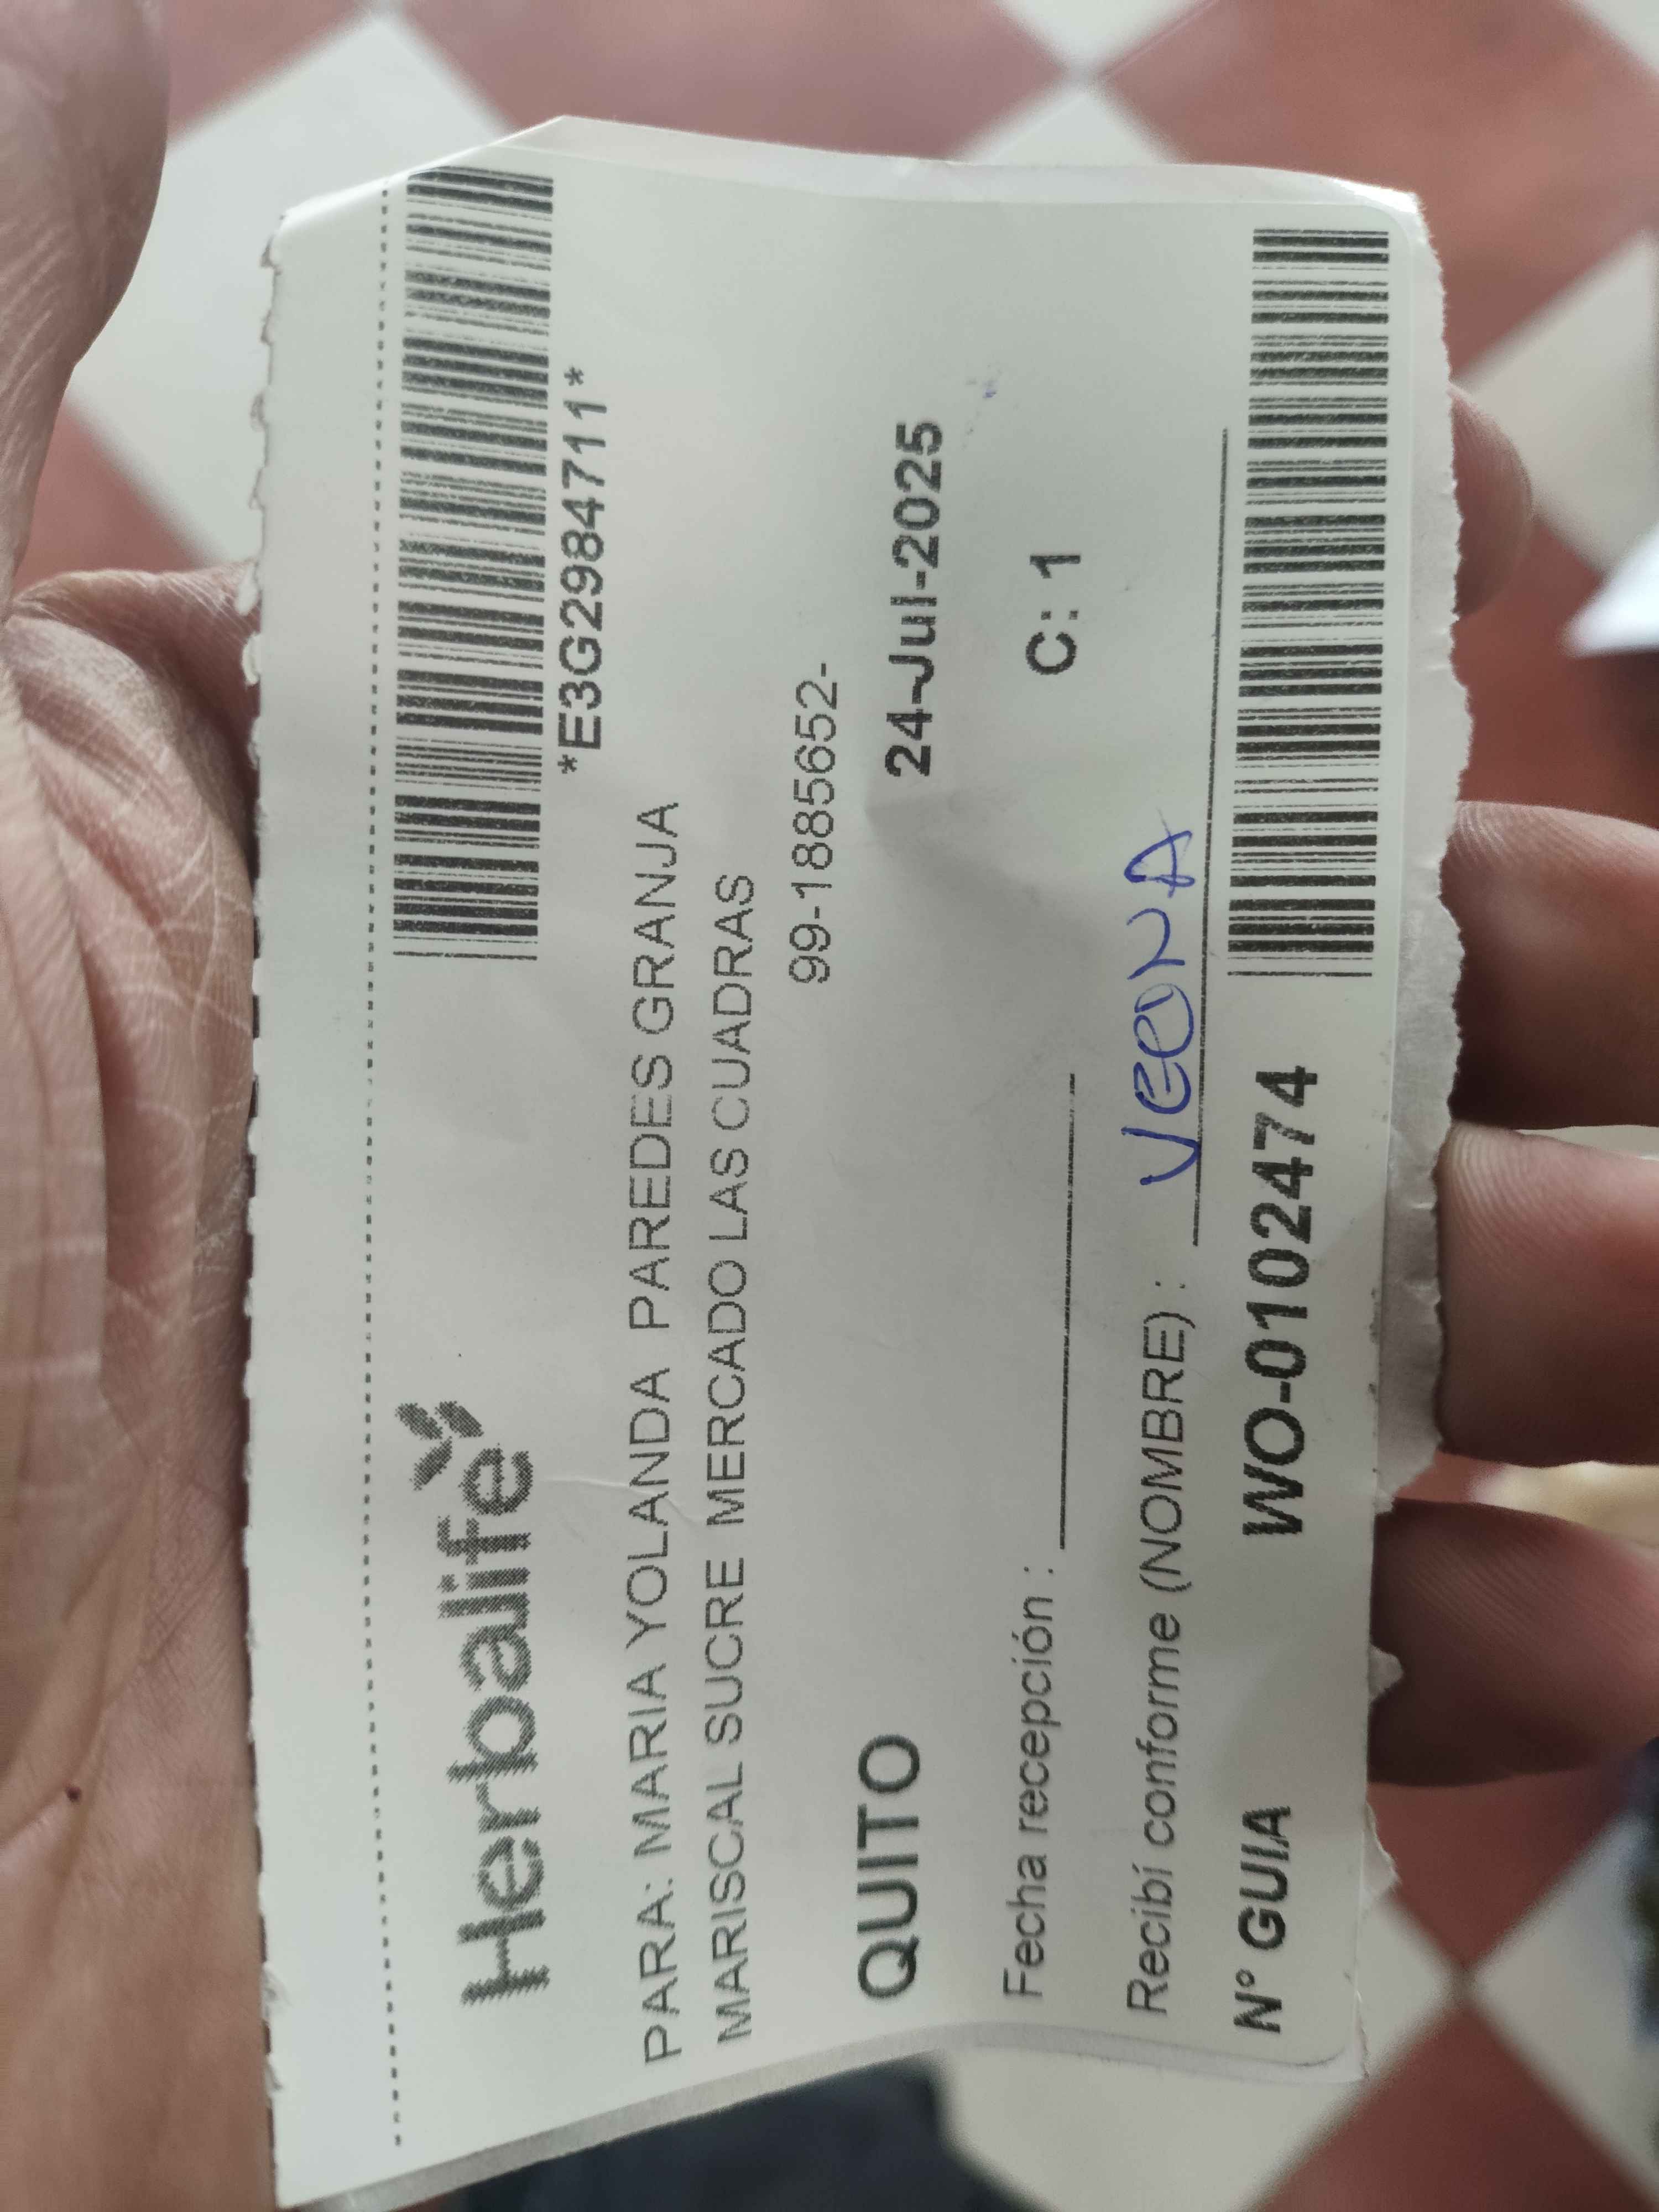 Herbalife
*E3G2984711*
PARA: MARIA YOLANDA PAREDES GRANJA
MARISCAL SUCRE MERCADO LAS CUADRAS
99-1885652-
QUITO 24-Jul-2025
Fecha recepción : C: 1
Recibí conforme (NOMBRE) :
N° GUIA WO-0102474